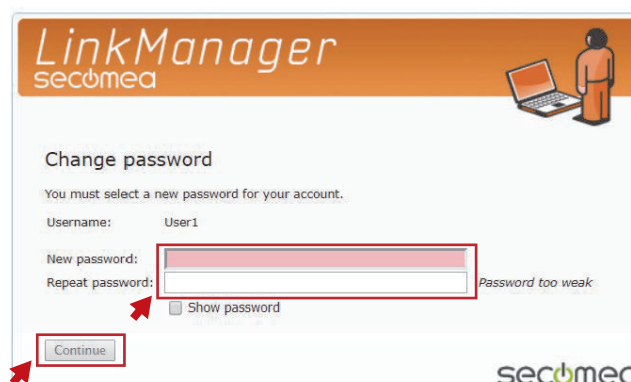 LinkManager
secomea
Change password
You must select a new password for your account.
Username: User1
New password:
Repeat password: Password too weak
Show password
Continue
secomea